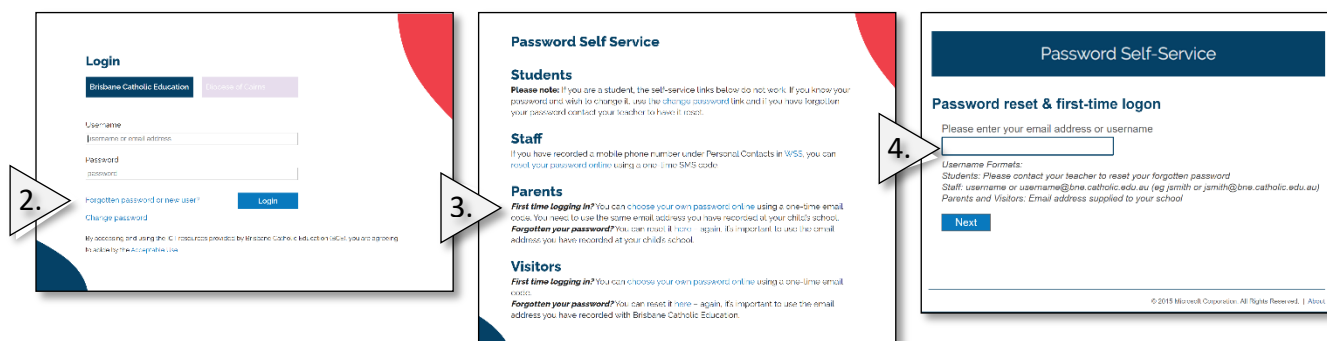 Login
Brisbane Catholic Education
Diocese of Cairns
Username
username or email address
Password
password
2.
Forgotten password or new user?
Login
Change password
By accessing and using the ICT resources provided by Brisbane Catholic Education (BCE), you are agreeing
to abide by the Acceptable Use
Password Self Service
Students
Please note: If you are a student, the self-service links below do not work. If you know your
password and wish to change it, use the change password link and if you have forgotten
your password contact your teacher to have it reset.
Staff
If you have recorded a mobile phone number under Personal Contacts in WSS, you can
reset your password online using a one-time SMS code.
3.
Parents
First time logging in? You can choose your own password online using a one-time email
code. You need to use the same email address you have recorded at your child's school.
Forgotten your password? You can reset it here – again, it's important to use the email
address you have recorded at your child's school.
Visitors
First time logging in? You can choose your own password online using a one-time email
code.
Forgotten your password? You can reset it here – again, it's important to use the email
address you have recorded with Brisbane Catholic Education.
Password Self-Service
Password reset & first-time logon
Please enter your email address or username
4.
Username Formats:
Students: Please contact your teacher to reset your forgotten password
Staff: username or username@bne.catholic.edu.au (eg jsmith or jsmith@bne.catholic.edu.au)
Parents and Visitors: Email address supplied to your school
Next
© 2015 Microsoft Corporation. All Rights Reserved. | About